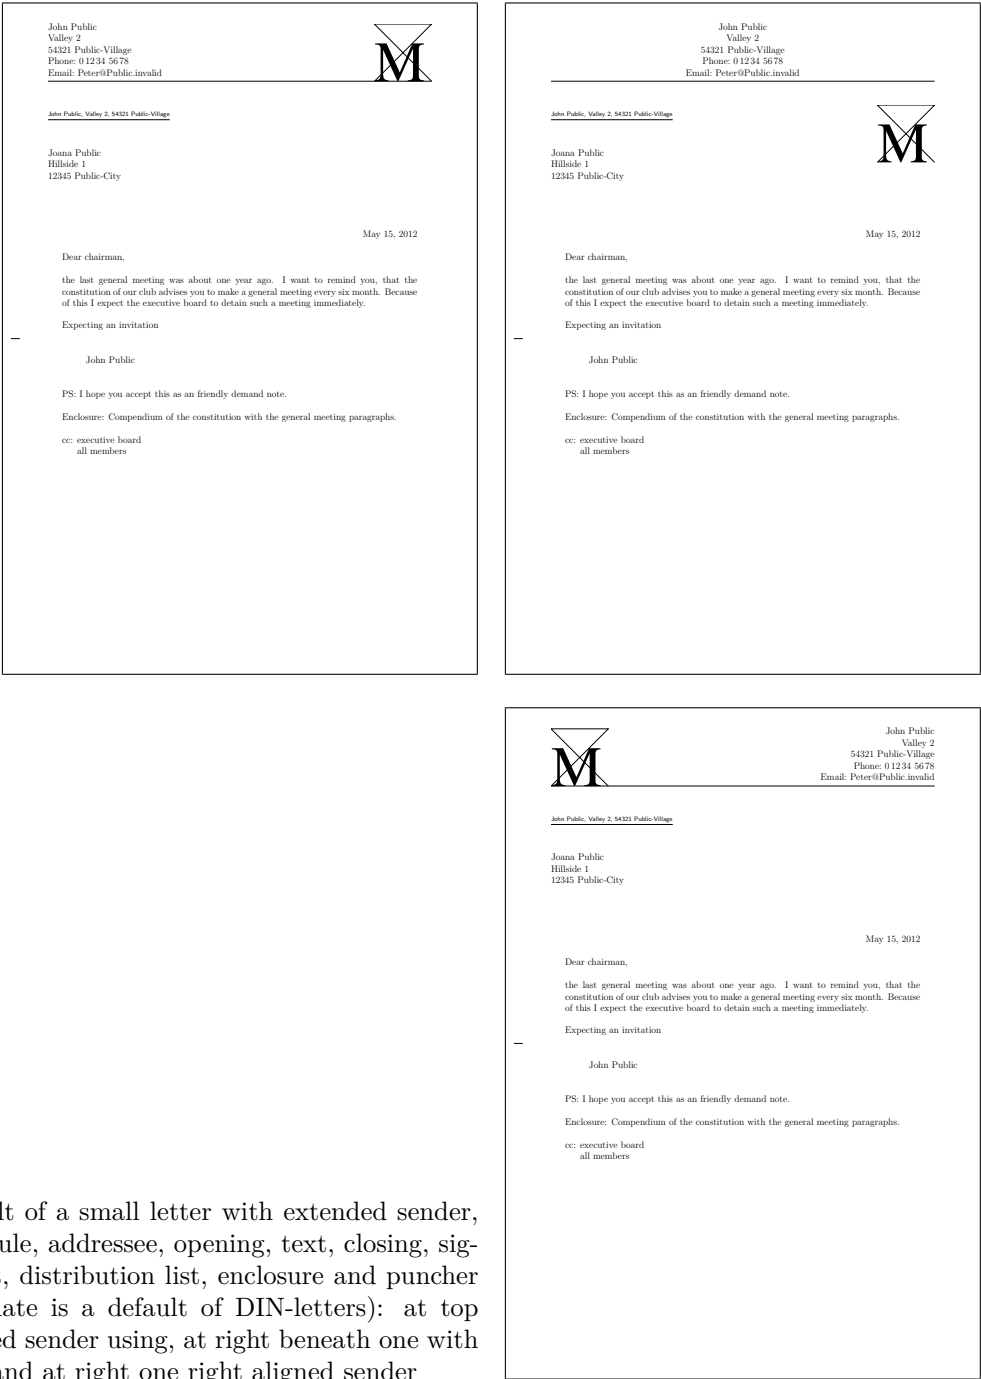 John Public
Valley 2
54321 Public-Village
Phone: 0 12 34 56 78
Email: Peter@Public.invalid
M
John Public, Valley 2, 54321 Public-Village
Joana Public
Hillside 1
12345 Public-City
May 15, 2012
Dear chairman,
the last general meeting was about one year ago. I want to remind you, that the
constitution of our club advises you to make a general meeting every six month. Because
of this I expect the executive board to detain such a meeting immediately.
Expecting an invitation
John Public
PS: I hope you accept this as an friendly demand note.
Enclosure: Compendium of the constitution with the general meeting paragraphs.
cc: executive board
all members
John Public
Valley 2
54321 Public-Village
Phone: 0 12 34 56 78
Email: Peter@Public.invalid
John Public, Valley 2, 54321 Public-Village
M
Joana Public
Hillside 1
12345 Public-City
May 15, 2012
Dear chairman,
the last general meeting was about one year ago. I want to remind you, that the
constitution of our club advises you to make a general meeting every six month. Because
of this I expect the executive board to detain such a meeting immediately.
Expecting an invitation
John Public
PS: I hope you accept this as an friendly demand note.
Enclosure: Compendium of the constitution with the general meeting paragraphs.
cc: executive board
all members
M
John Public
Valley 2
54321 Public-Village
Phone: 0 12 34 56 78
Email: Peter@Public.invalid
John Public, Valley 2, 54321 Public-Village
Joana Public
Hillside 1
12345 Public-City
May 15, 2012
Dear chairman,
the last general meeting was about one year ago. I want to remind you, that the
constitution of our club advises you to make a general meeting every six month. Because
of this I expect the executive board to detain such a meeting immediately.
Expecting an invitation
John Public
PS: I hope you accept this as an friendly demand note.
Enclosure: Compendium of the constitution with the general meeting paragraphs.
cc: executive board
all members
lt of a small letter with extended sender,
ule, addressee, opening, text, closing, sig-
, distribution list, enclosure and puncher
ate is a default of DIN-letters): at top
ed sender using, at right beneath one with
and at right one right aligned sender